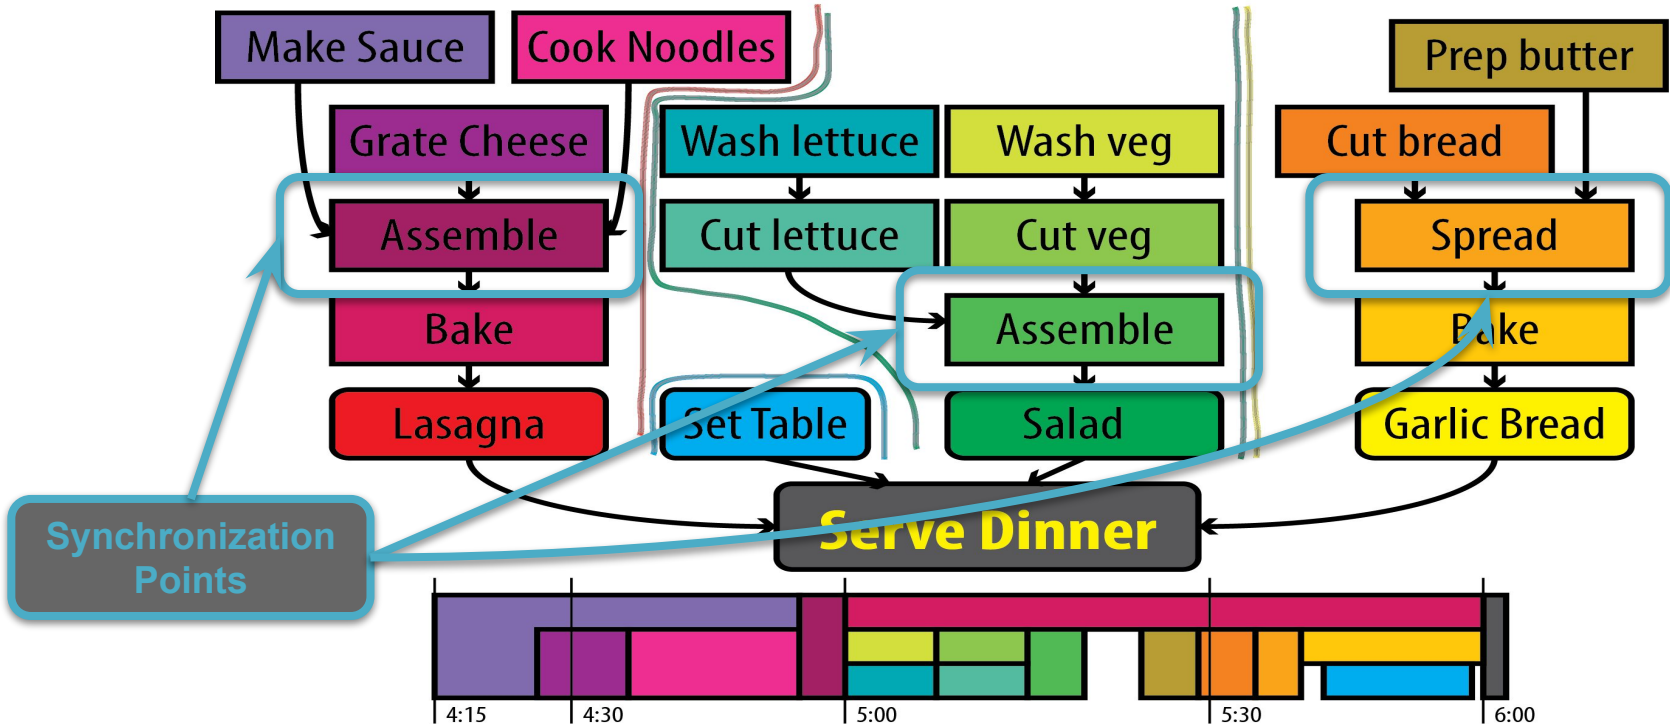 Make Sauce
Cook Noodles
Prep butter
Grate Cheese
Wash lettuce
Wash veg
Cut bread
Assemble
Cut lettuce
Cut veg
Spread
Bake
Assemble
Bake
Lasagna
Set Table
Salad
Garlic Bread
Synchronization
Points
Serve Dinner
4:15
4:30
5:00
5:30
6:00